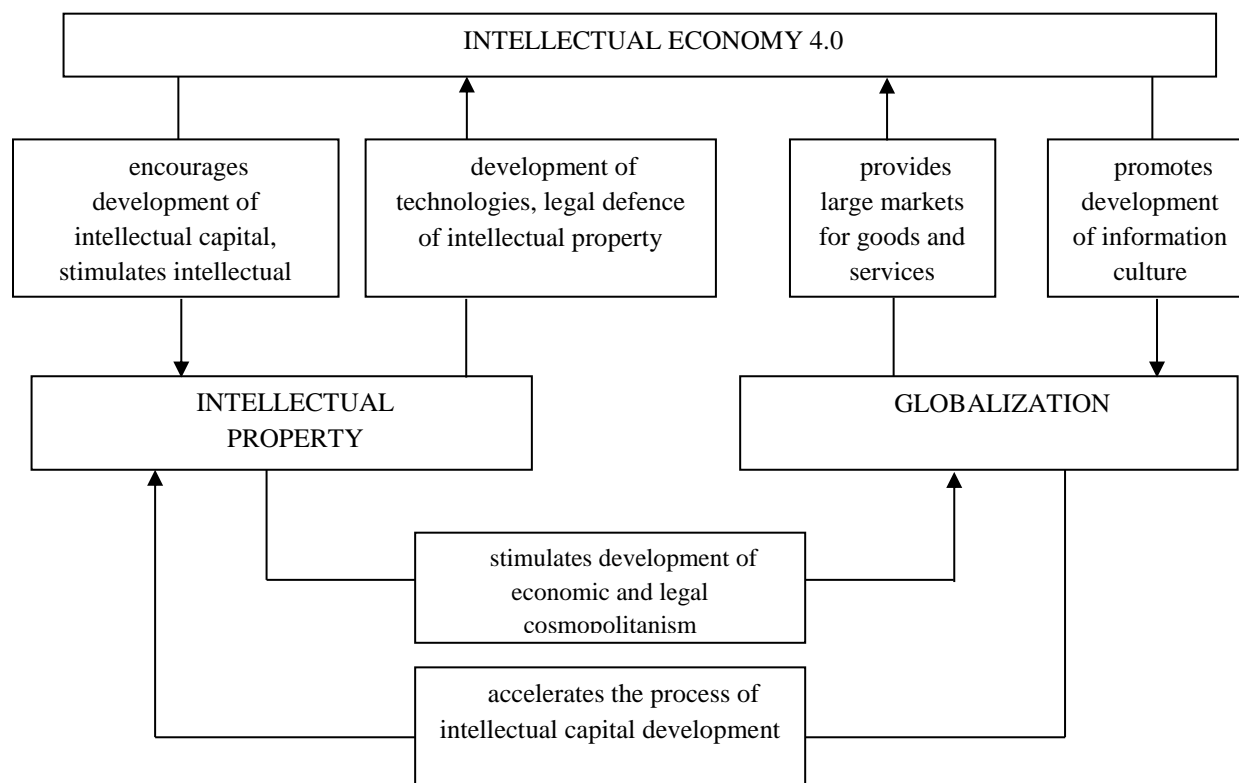 INTELLECTUAL ECONOMY 4.0
encourages
development of
intellectual capital,
stimulates intellectual
development of
technologies, legal defence
of intellectual property
provides
large markets
for goods and
services
promotes
development
of information
culture
INTELLECTUAL
PROPERTY
GLOBALIZATION
stimulates development of
economic and legal
cosmopolitanism
accelerates the process of
intellectual capital development